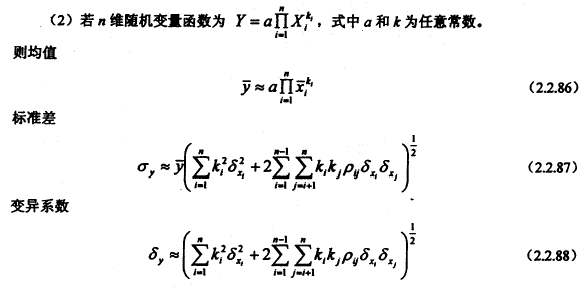 （2）若 n 维随机变量函数为 $Y = a\prod_{i=1}^{n} X_i^{k_i}$，式中 a 和 k 为任意常数。
则均值
$\bar{y} \approx a\prod_{i=1}^{n} \bar{x}_i^{k_i}$ (2.2.86)
标准差
$\sigma_y \approx \bar{y}\left(\sum_{i=1}^{n} k_i^2 \delta_{x_i}^2 + 2\sum_{i=1}^{n-1}\sum_{j=i+1}^{n} k_i k_j \rho_{ij} \delta_{x_i} \delta_{x_j}\right)^{\frac{1}{2}}$ (2.2.87)
变异系数
$\delta_y \approx \left(\sum_{i=1}^{n} k_i^2 \delta_{x_i}^2 + 2\sum_{i=1}^{n-1}\sum_{j=i+1}^{n} k_i k_j \rho_{ij} \delta_{x_i} \delta_{x_j}\right)^{\frac{1}{2}}$ (2.2.88)